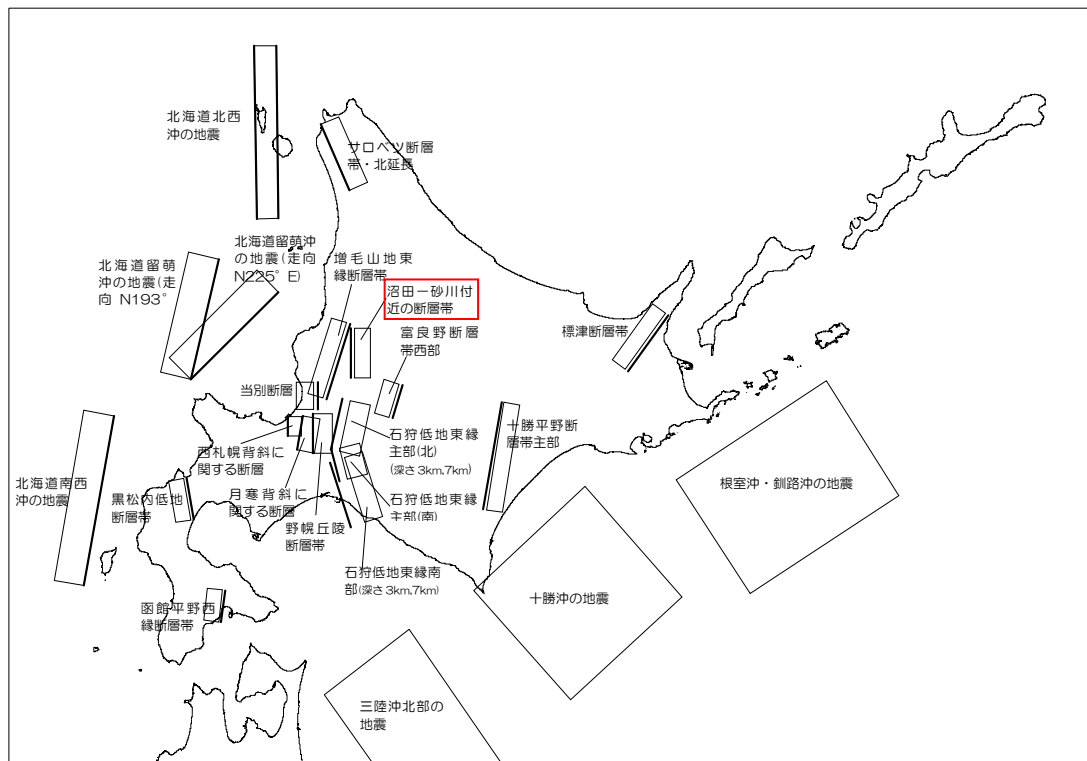 北海道北西
沖の地震
サロベツ断層
帯・北延長
北海道留萌沖
の地震(走向
N225°E)
北海道留萌
沖の地震(走
向 N193°
増毛山地東
縁断層帯
沼田－砂川付
近の断層帯
富良野断層
帯西部
標津断層帯
当別断層
西札幌背斜に
関する断層
月寒背斜に
関する断層
野幌丘陵
断層帯
石狩低地東縁
主部(北)
(深さ3km,7km)
石狩低地東縁
主部(南)
石狩低地東縁南
部(深さ3km,7km)
十勝平野断
層帯主部
北海道南西
沖の地震
黒松内低地
断層帯
函館平野西
縁断層帯
根室沖・釧路沖の地震
十勝沖の地震
三陸沖北部の
地震